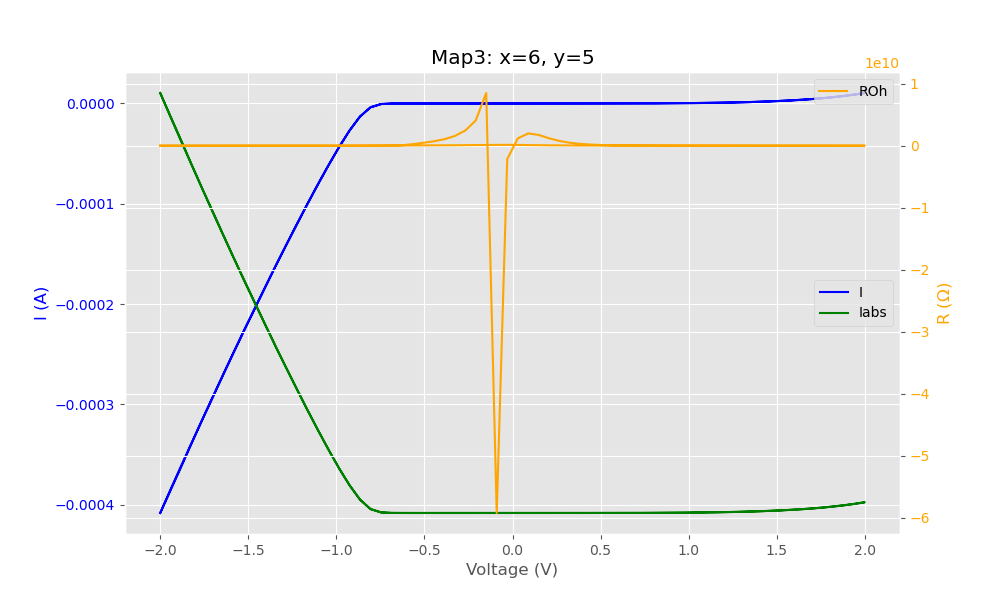 Map3: x=6, y=5
1e10
ROh
I
Iabs
I (A)
0.0000
−0.0001
−0.0002
−0.0003
−0.0004
R (Ω)
1
0
−1
−2
−3
−4
−5
−6
−2.0 −1.5 −1.0 −0.5 0.0 0.5 1.0 1.5 2.0
Voltage (V)